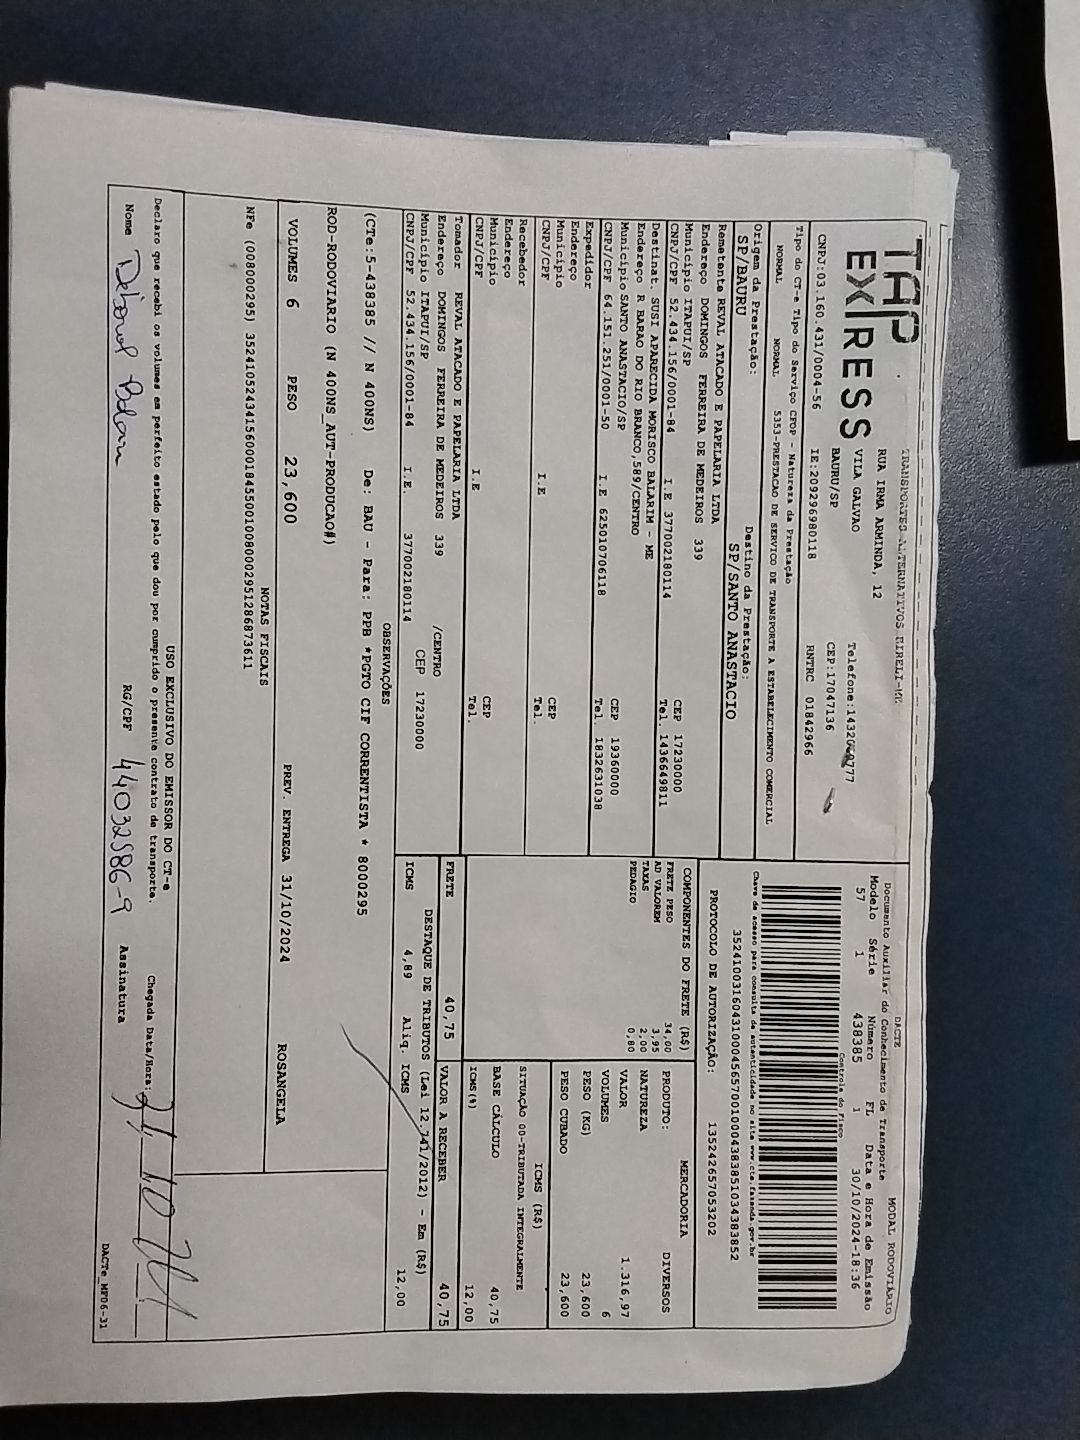 TAP
EXPRESS
TRANSPORTES ALTERNATIVOS EIRELI-ME
RUA IRMA ARMINDA, 12
VILA GALVAO
BAURU/SP
Telefone:1432
777
CEP:17047136
CNPJ:03.160.431/0004-56 IE:209296980118 RNTRC 01842966
Tipo do CT-e Tipo do Serviço CFOP - Natureza da Prestação
NORMAL NORMAL 5353-PRESTACAO DE SERVICO DE TRANSPORTE A ESTABELECIMENTO COMERCIAL
Origem da Prestação: Destino da Prestação:
SP/BAURU SP/SANTO ANASTACIO
Remetente REVAL ATACADO E PAPELARIA LTDA
Endereço DOMINGOS FERREIRA DE MEDEIROS 339
Município ITAPUI/SP CEP 17230000
CNPJ/CPF 52.434.156/0001-84 I.E 377002180114 Tel. 1436649811
Destinat. SUSI APARECIDA MORISCO BALARIM - ME
Endereço R BARAO DO RIO BRANCO,589/CENTRO
Município SANTO ANASTACIO/SP CEP 19360000
CNPJ/CPF 64.151.251/0001-50 I.E 625010706118 Tel. 1832631038
Expedidor
Endereço
Município CEP
CNPJ/CPF I.E Tel.
Recebedor
Endereço
Município CEP
CNPJ/CPF I.E Tel.
Tomador REVAL ATACADO E PAPELARIA LTDA
Endereço DOMINGOS FERREIRA DE MEDEIROS 339 /CENTRO
Município ITAPUI/SP CEP 17230000
CNPJ/CPF 52.434.156/0001-84 I.E. 377002180114
DACTE MODAL RODOVIÁRIO
Documento Auxiliar do Conhecimento de Transporte
Modelo Série Número FL Data e Hora de Emissão
57 1 438385 1 30/10/2024-18:36
Controle do Fisco
Chave de acesso para consulta de autenticidade no site www.cte.fazenda.gov.br
35241003160431000456570010004383851034383852
PROTOCOLO DE AUTORIZAÇÃO: 135242657053202
COMPONENTES DO FRETE (R$)
FRETE PESO 34,00
AD VALOREM 3,95
TAXAS 2,00
PEDAGIO 0,80
MERCADORIA
PRODUTO: DIVERSOS
NATUREZA
VALOR 1.316,97
VOLUMES 6
PESO (KG) 23,600
PESO CUBADO 23,600
ICMS (R$)
SITUAÇÃO 00-TRIBUTADA INTEGRALMENTE
BASE CÁLCULO 40,75
ICMS(%) 12,00
FRETE 40,75 VALOR A RECEBER 40,75
DESTAQUE DE TRIBUTOS (Lei 12.741/2012) - Em (R$)
ICMS 4,89 Aliq. ICMS 12,00
OBSERVAÇÕES
(CTe:5-438385 // N 400NS) De: BAU - Para: PPB *PGTO CIF CORRENTISTA * 8000295
ROD-RODOVIARIO (N 400NS_AUT-PRODUCAO#)
VOLUMES 6 PESO 23,600 PREV. ENTREGA 31/10/2024 ROSANGELA
NOTAS FISCAIS
NFe (008000295) 35241052434156000184550010080002951286873611
USO EXCLUSIVO DO EMISSOR DO CT-e
Declaro que recebi os volumes em perfeito estado pelo que dou por cumprido o presente contrato de transporte.
Chegada Data/Hora: 31/10/24
Nome RG/CPF 44032586-9 Assinatura
DACTe_MF06-31